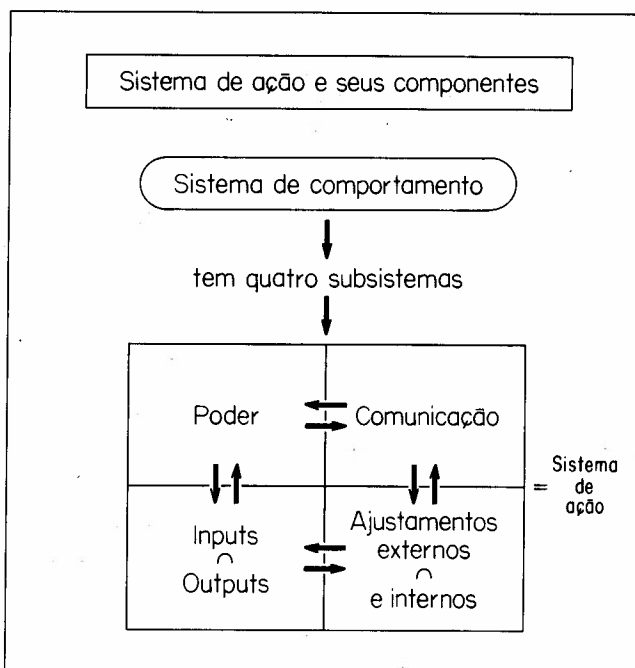 Sistema de ação e seus componentes
Sistema de comportamento
tem quatro subsistemas
Poder
Comunicação
Inputs
∩
Outputs
Ajustamentos
externos
∩
e internos
= Sistema
de
ação